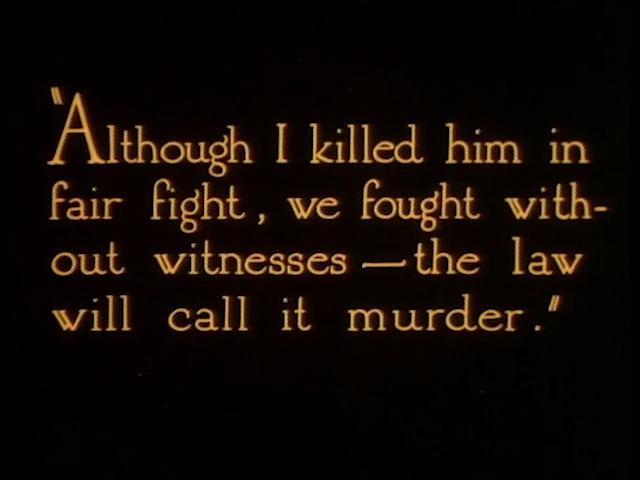 "Although I killed him in
fair fight, we fought with-
out witnesses — the law
will call it murder."